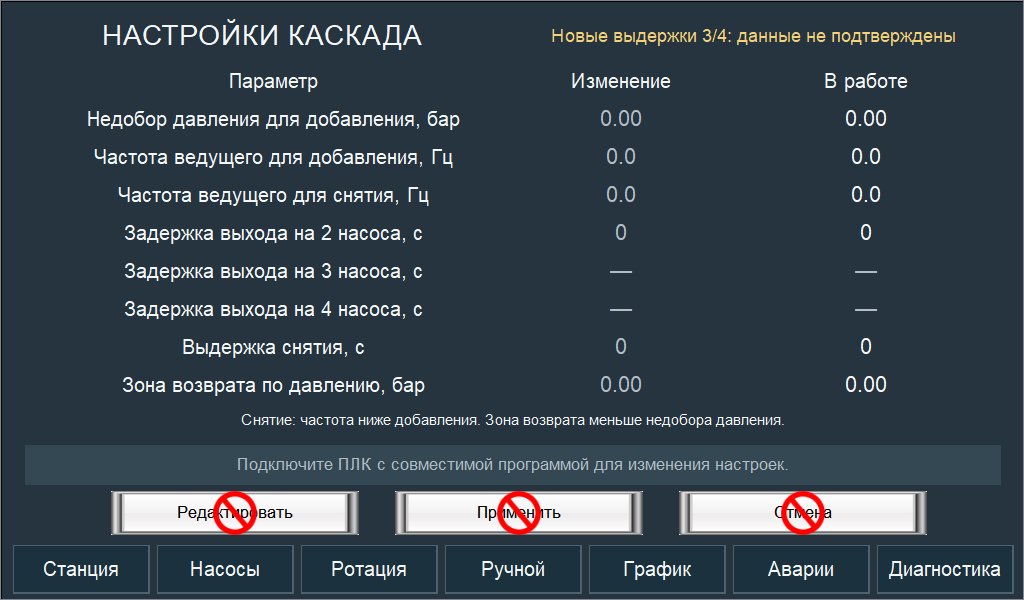 НАСТРОЙКИ КАСКАДА
Новые выдержки 3/4: данные не подтверждены
Параметр Изменение В работе
Недобор давления для добавления, бар 0.00 0.00
Частота ведущего для добавления, Гц 0.0 0.0
Частота ведущего для снятия, Гц 0.0 0.0
Задержка выхода на 2 насоса, с 0 0
Задержка выхода на 3 насоса, с — —
Задержка выхода на 4 насоса, с — —
Выдержка снятия, с 0 0
Зона возврата по давлению, бар 0.00 0.00
Снятие: частота ниже добавления. Зона возврата меньше недобора давления.
Подключите ПЛК с совместимой программой для изменения настроек.
Редактировать Применить Отмена
Станция Насосы Ротация Ручной График Аварии Диагностика